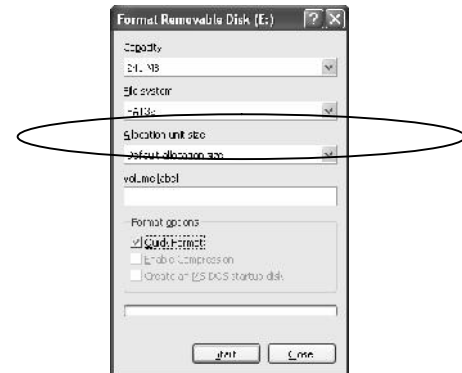 Format Removable Disk (E:)
Capacity
MB
File system
Allocation unit size
Default allocation size
Volume label
Format options
Quick Format
Enable Compression
Create an MS-DOS startup disk
Start
Close